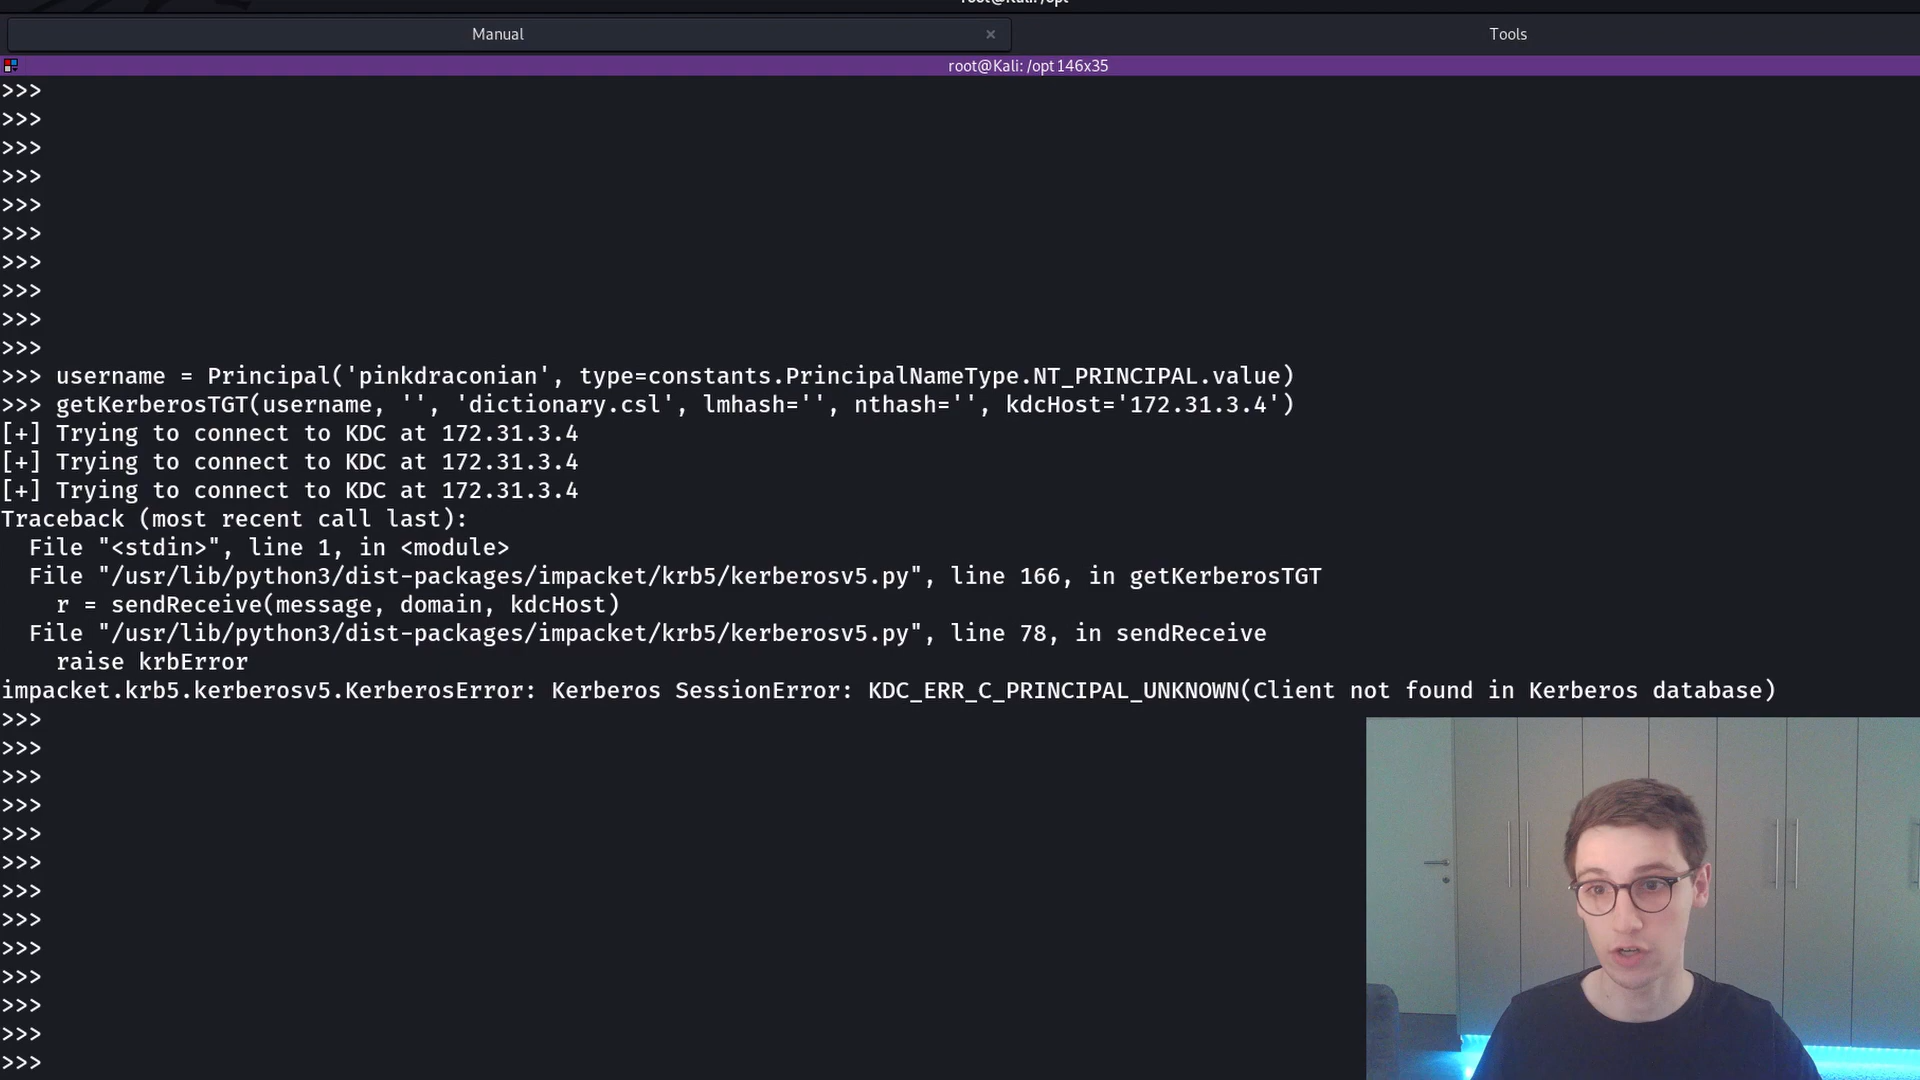 root@Kali: /opt
Manual ×
Tools
root@Kali: /opt 146x35
>>>
>>>
>>>
>>>
>>>
>>>
>>>
>>>
>>>
>>>
>>> username = Principal('pinkdraconian', type=constants.PrincipalNameType.NT_PRINCIPAL.value)
>>> getKerberosTGT(username, '', 'dictionary.csl', lmhash='', nthash='', kdcHost='172.31.3.4')
[+] Trying to connect to KDC at 172.31.3.4
[+] Trying to connect to KDC at 172.31.3.4
[+] Trying to connect to KDC at 172.31.3.4
Traceback (most recent call last):
  File "<stdin>", line 1, in <module>
  File "/usr/lib/python3/dist-packages/impacket/krb5/kerberosv5.py", line 166, in getKerberosTGT
    r = sendReceive(message, domain, kdcHost)
  File "/usr/lib/python3/dist-packages/impacket/krb5/kerberosv5.py", line 78, in sendReceive
    raise krbError
impacket.krb5.kerberosv5.KerberosError: Kerberos SessionError: KDC_ERR_C_PRINCIPAL_UNKNOWN(Client not found in Kerberos database)
>>>
>>>
>>>
>>>
>>>
>>>
>>>
>>>
>>>
>>>
>>>
>>>
>>>